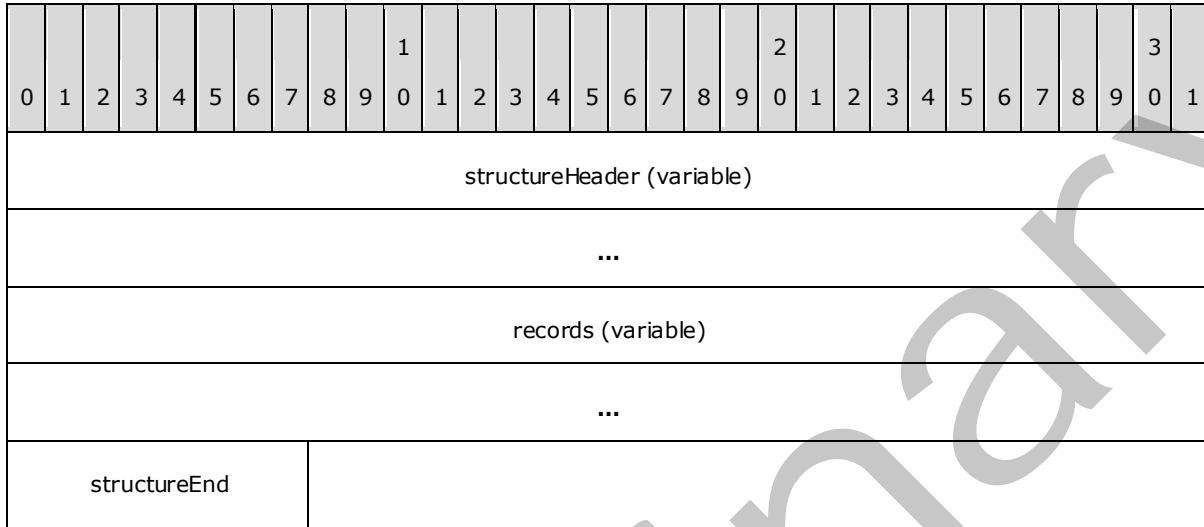 1 2 3
0 1 2 3 4 5 6 7 8 9 0 1 2 3 4 5 6 7 8 9 0 1 2 3 4 5 6 7 8 9 0 1
structureHeader (variable)
...
records (variable)
...
structureEnd